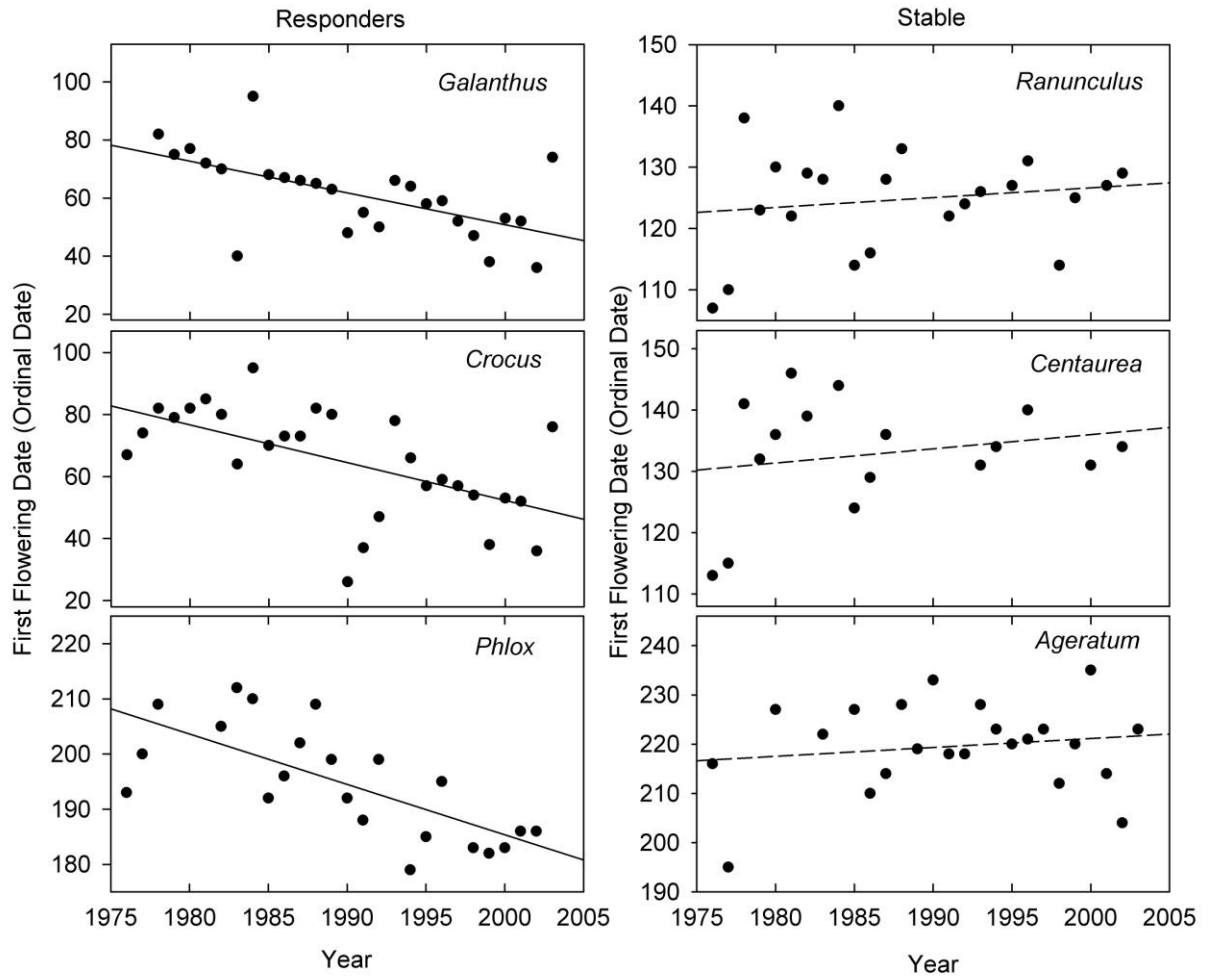 Responders
Stable
First Flowering Date (Ordinal Date)
Galanthus
100
80
60
40
20
Crocus
100
80
60
40
20
Phlox
220
210
200
190
180
1975 1980 1985 1990 1995 2000 2005
Year
First Flowering Date (Ordinal Date)
Ranunculus
150
140
130
120
110
Centaurea
150
140
130
120
110
Ageratum
240
230
220
210
200
190
1975 1980 1985 1990 1995 2000 2005
Year